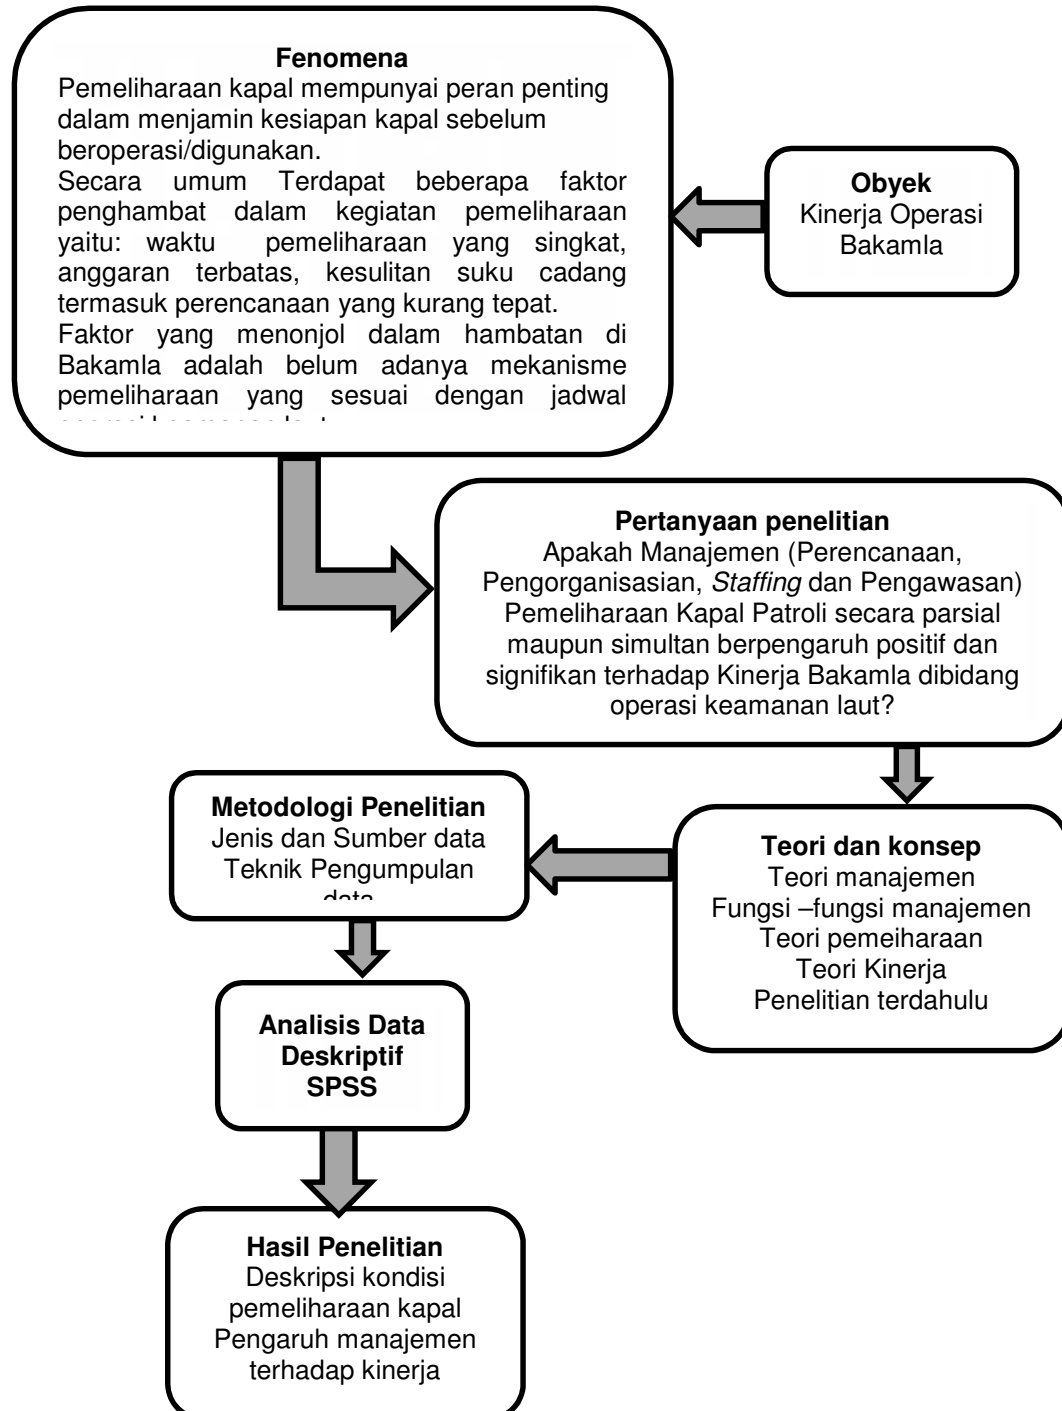 Fenomena
Pemeliharaan kapal mempunyai peran penting
dalam menjamin kesiapan kapal sebelum
beroperasi/digunakan.
Secara umum Terdapat beberapa faktor
penghambat dalam kegiatan pemeliharaan
yaitu: waktu pemeliharaan yang singkat,
anggaran terbatas, kesulitan suku cadang
termasuk perencanaan yang kurang tepat.
Faktor yang menonjol dalam hambatan di
Bakamla adalah belum adanya mekanisme
pemeliharaan yang sesuai dengan jadwal
Obyek
Kinerja Operasi
Bakamla
Pertanyaan penelitian
Apakah Manajemen (Perencanaan,
Pengorganisasian, Staffing dan Pengawasan)
Pemeliharaan Kapal Patroli secara parsial
maupun simultan berpengaruh positif dan
signifikan terhadap Kinerja Bakamla dibidang
operasi keamanan laut?
Teori dan konsep
Teori manajemen
Fungsi –fungsi manajemen
Teori pemeiharaan
Teori Kinerja
Penelitian terdahulu
Metodologi Penelitian
Jenis dan Sumber data
Teknik Pengumpulan
data
Analisis Data
Deskriptif
SPSS
Hasil Penelitian
Deskripsi kondisi
pemeliharaan kapal
Pengaruh manajemen
terhadap kinerja